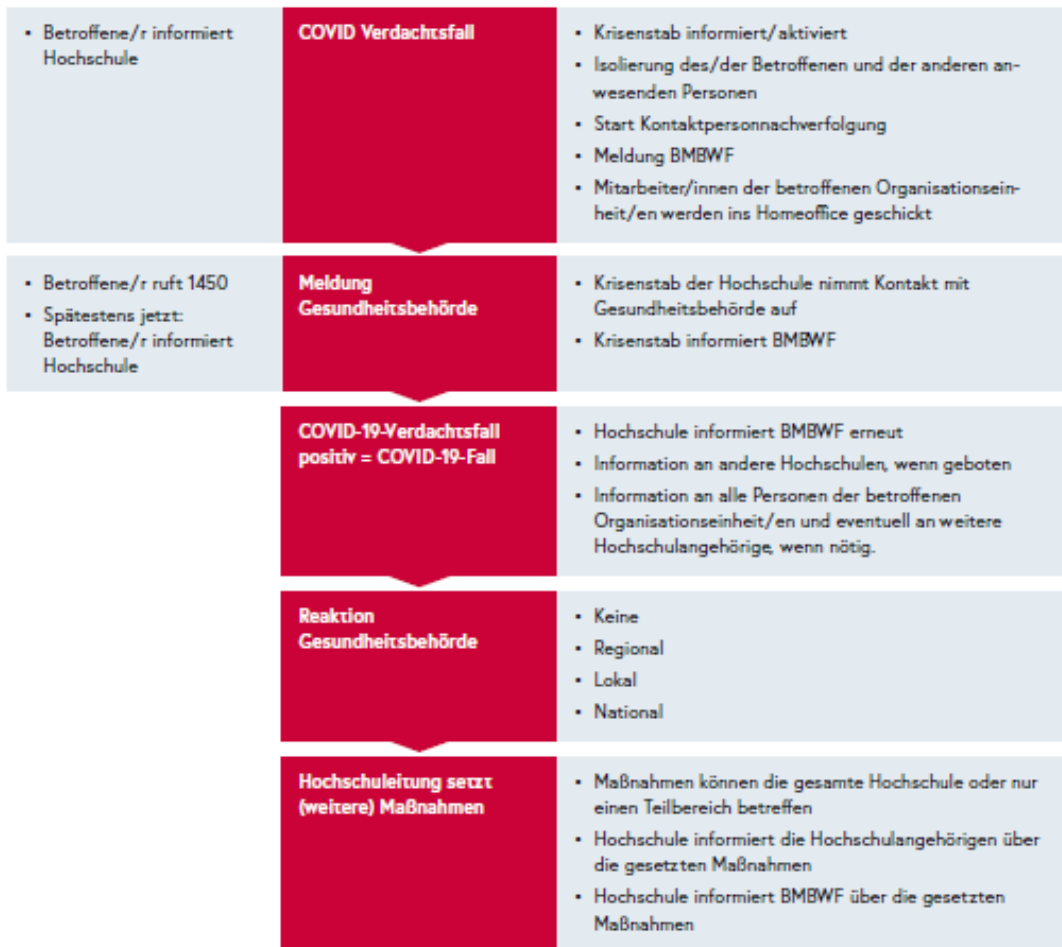 • Betroffene/r informiert
Hochschule
COVID Verdachtsfall
• Krisenstab informiert/aktiviert
• Isolierung des/der Betroffenen und der anderen an-
wesenden Personen
• Start Kontaktpersonnachverfolgung
• Meldung BMBWF
• Mitarbeiter/innen der betroffenen Organisationsein-
heit/en werden ins Homeoffice geschickt
• Betroffene/r ruft 1450
• Spätestens jetzt:
Betroffene/r informiert
Hochschule
Meldung
Gesundheitsbehörde
• Krisenstab der Hochschule nimmt Kontakt mit
Gesundheitsbehörde auf
• Krisenstab informiert BMBWF
COVID-19-Verdachtsfall
positiv = COVID-19-Fall
• Hochschule informiert BMBWF erneut
• Information an andere Hochschulen, wenn geboten
• Information an alle Personen der betroffenen
Organisationseinheit/en und eventuell an weitere
Hochschulangehörige, wenn nötig.
Reaktion
Gesundheitsbehörde
• Keine
• Regional
• Lokal
• National
Hochschuleitung setzt
(weitere) Maßnahmen
• Maßnahmen können die gesamte Hochschule oder nur
einen Teilbereich betreffen
• Hochschule informiert die Hochschulangehörigen über
die gesetzten Maßnahmen
• Hochschule informiert BMBWF über die gesetzten
Maßnahmen